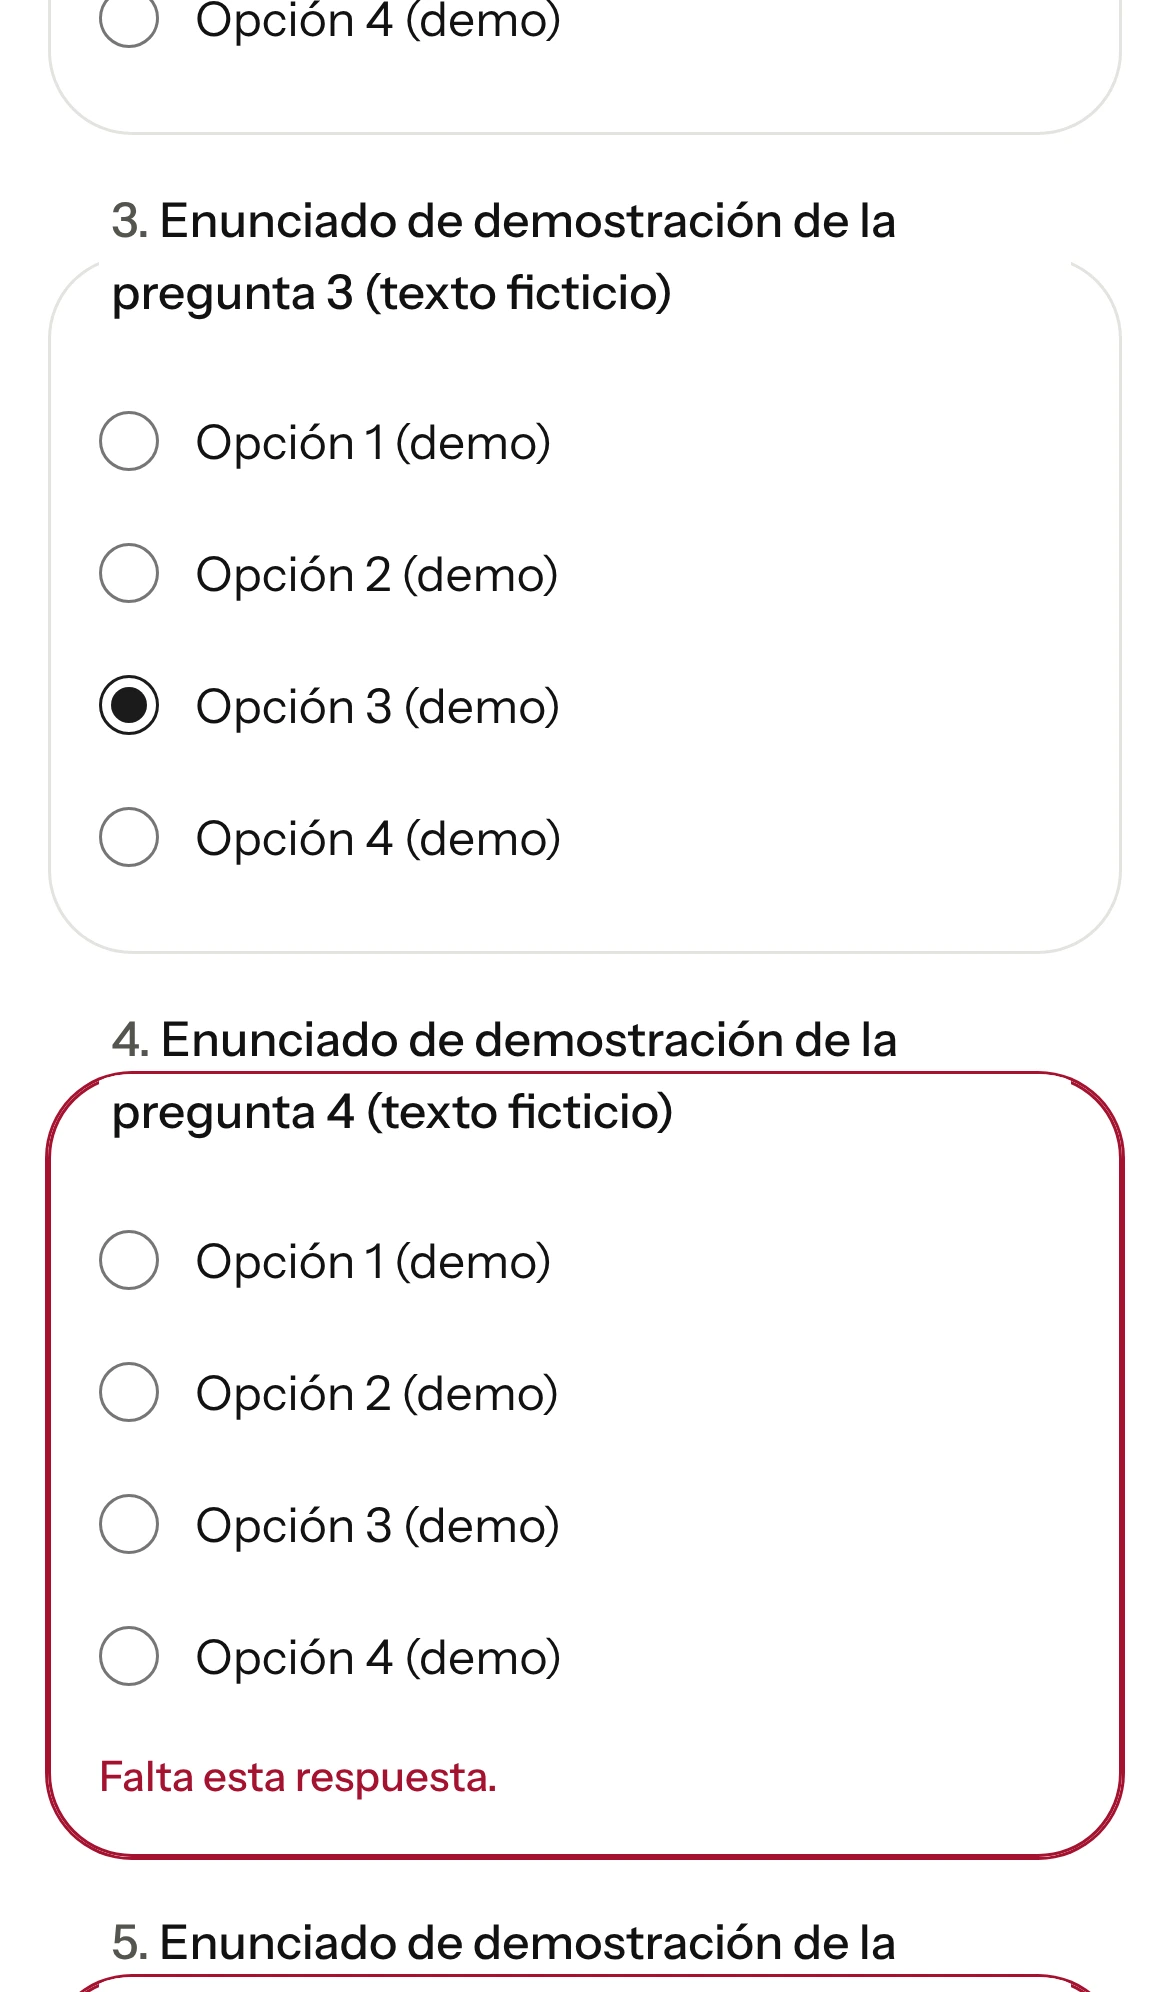 Opción 4 (demo)
3. Enunciado de demostración de la
pregunta 3 (texto ficticio)
Opción 1 (demo)
Opción 2 (demo)
Opción 3 (demo)
Opción 4 (demo)
4. Enunciado de demostración de la
pregunta 4 (texto ficticio)
Opción 1 (demo)
Opción 2 (demo)
Opción 3 (demo)
Opción 4 (demo)
Falta esta respuesta.
5. Enunciado de demostración de la